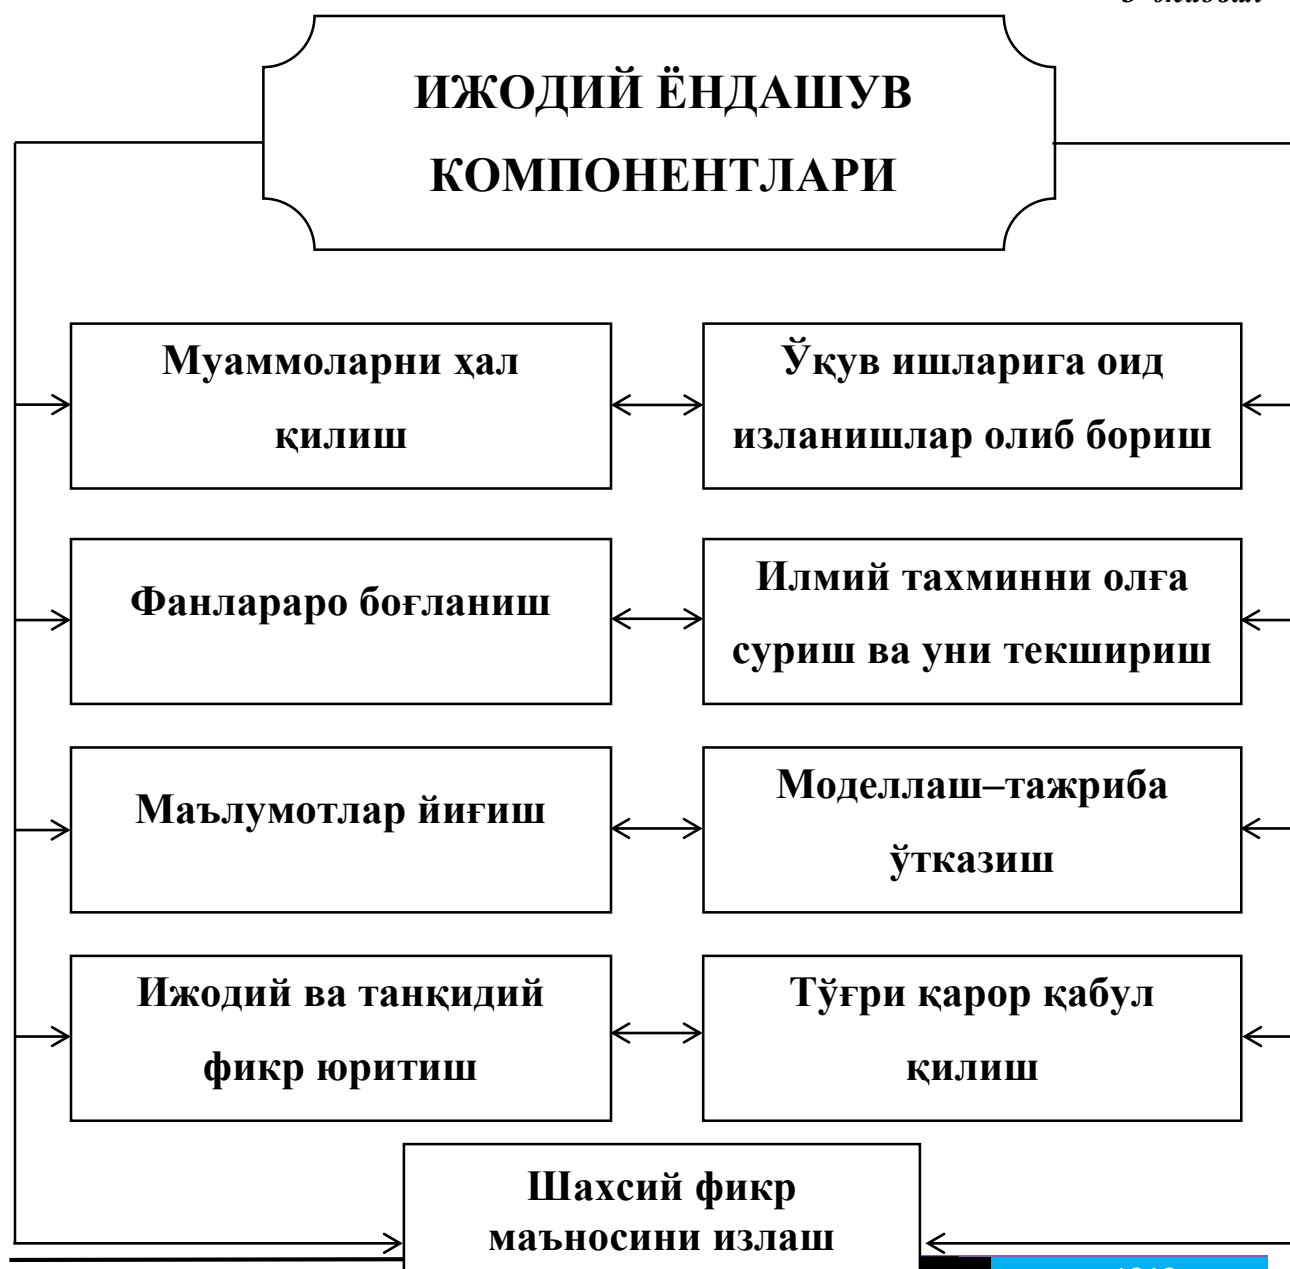 ИЖОДИЙ ЁНДАШУВ
КОМПОНЕНТЛАРИ
Муаммоларни ҳал
қилиш
Ўқув ишларига оид
изланишлар олиб бориш
Фанлараро боғланиш
Илмий тахминни олға
суриш ва уни текшириш
Маълумотлар йиғиш
Моделлаш–тажриба
ўтказиш
Ижодий ва танқидий
фикр юритиш
Тўғри қарор қабул
қилиш
Шахсий фикр
маъносини излаш